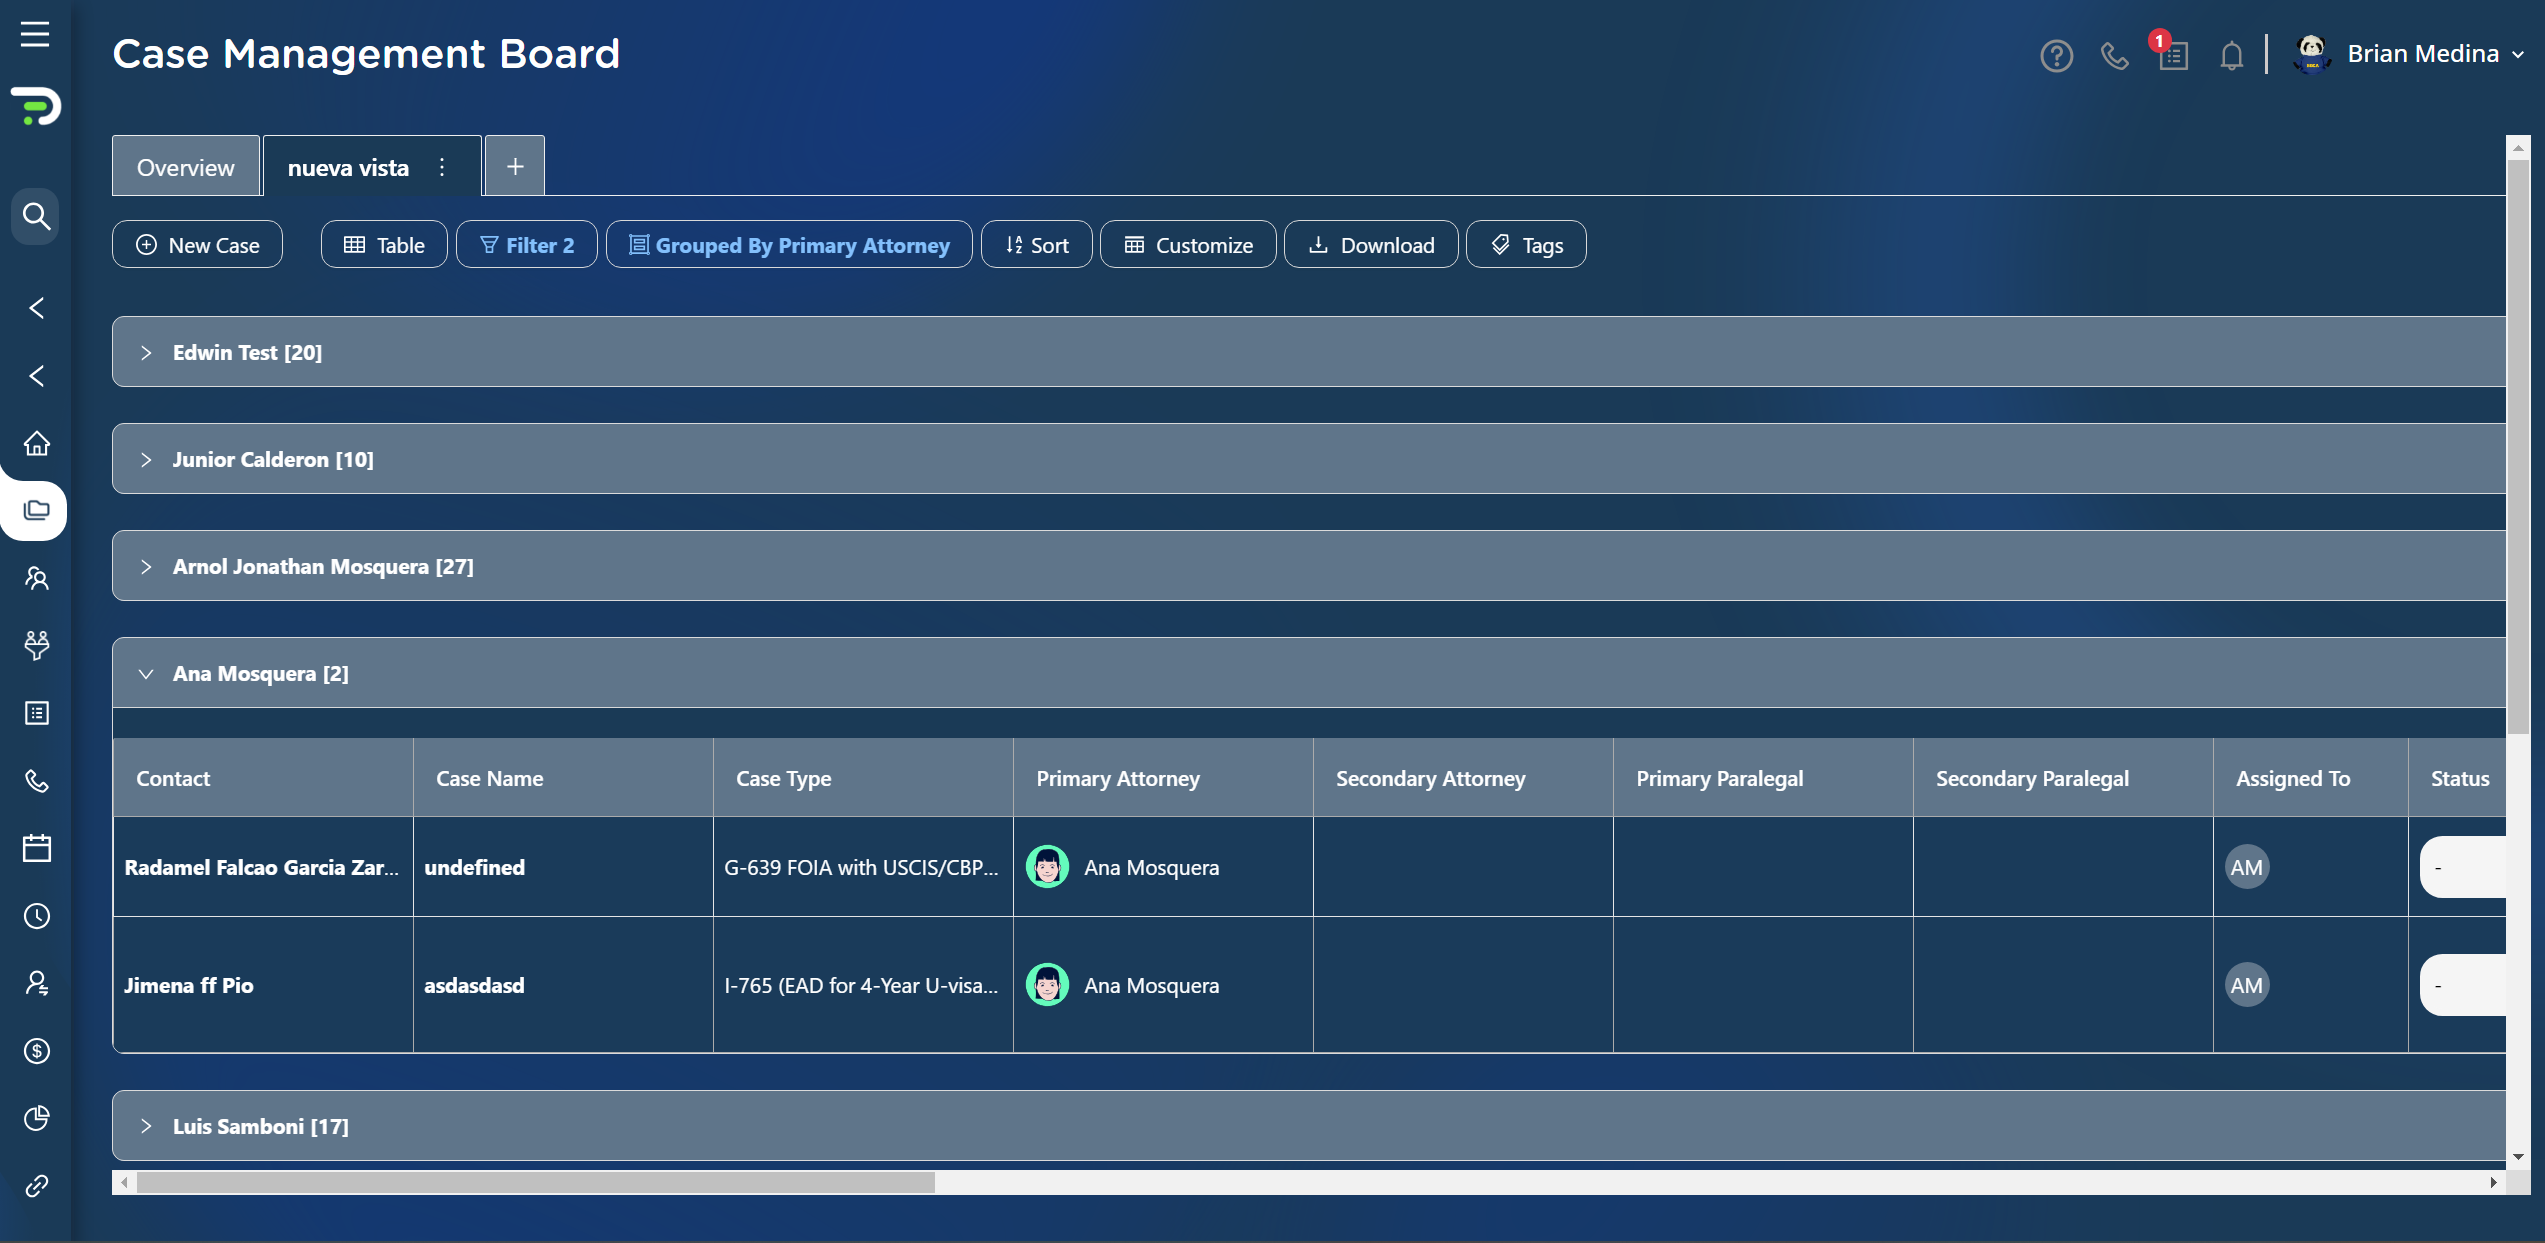 Case Management Board
1
Brian Medina
Overview
nueva vista
New Case
Table
Filter 2
Grouped By Primary Attorney
Sort
Customize
Download
Tags
Edwin Test [20]
Junior Calderon [10]
Arnol Jonathan Mosquera [27]
Ana Mosquera [2]
Contact
Case Name
Case Type
Primary Attorney
Secondary Attorney
Primary Paralegal
Secondary Paralegal
Assigned To
Status
Radamel Falcao Garcia Zar...
undefined
G-639 FOIA with USCIS/CBP...
Ana Mosquera
AM
-
Jimena ff Pio
asdasdasd
I-765 (EAD for 4-Year U-visa...
Ana Mosquera
AM
-
Luis Samboni [17]